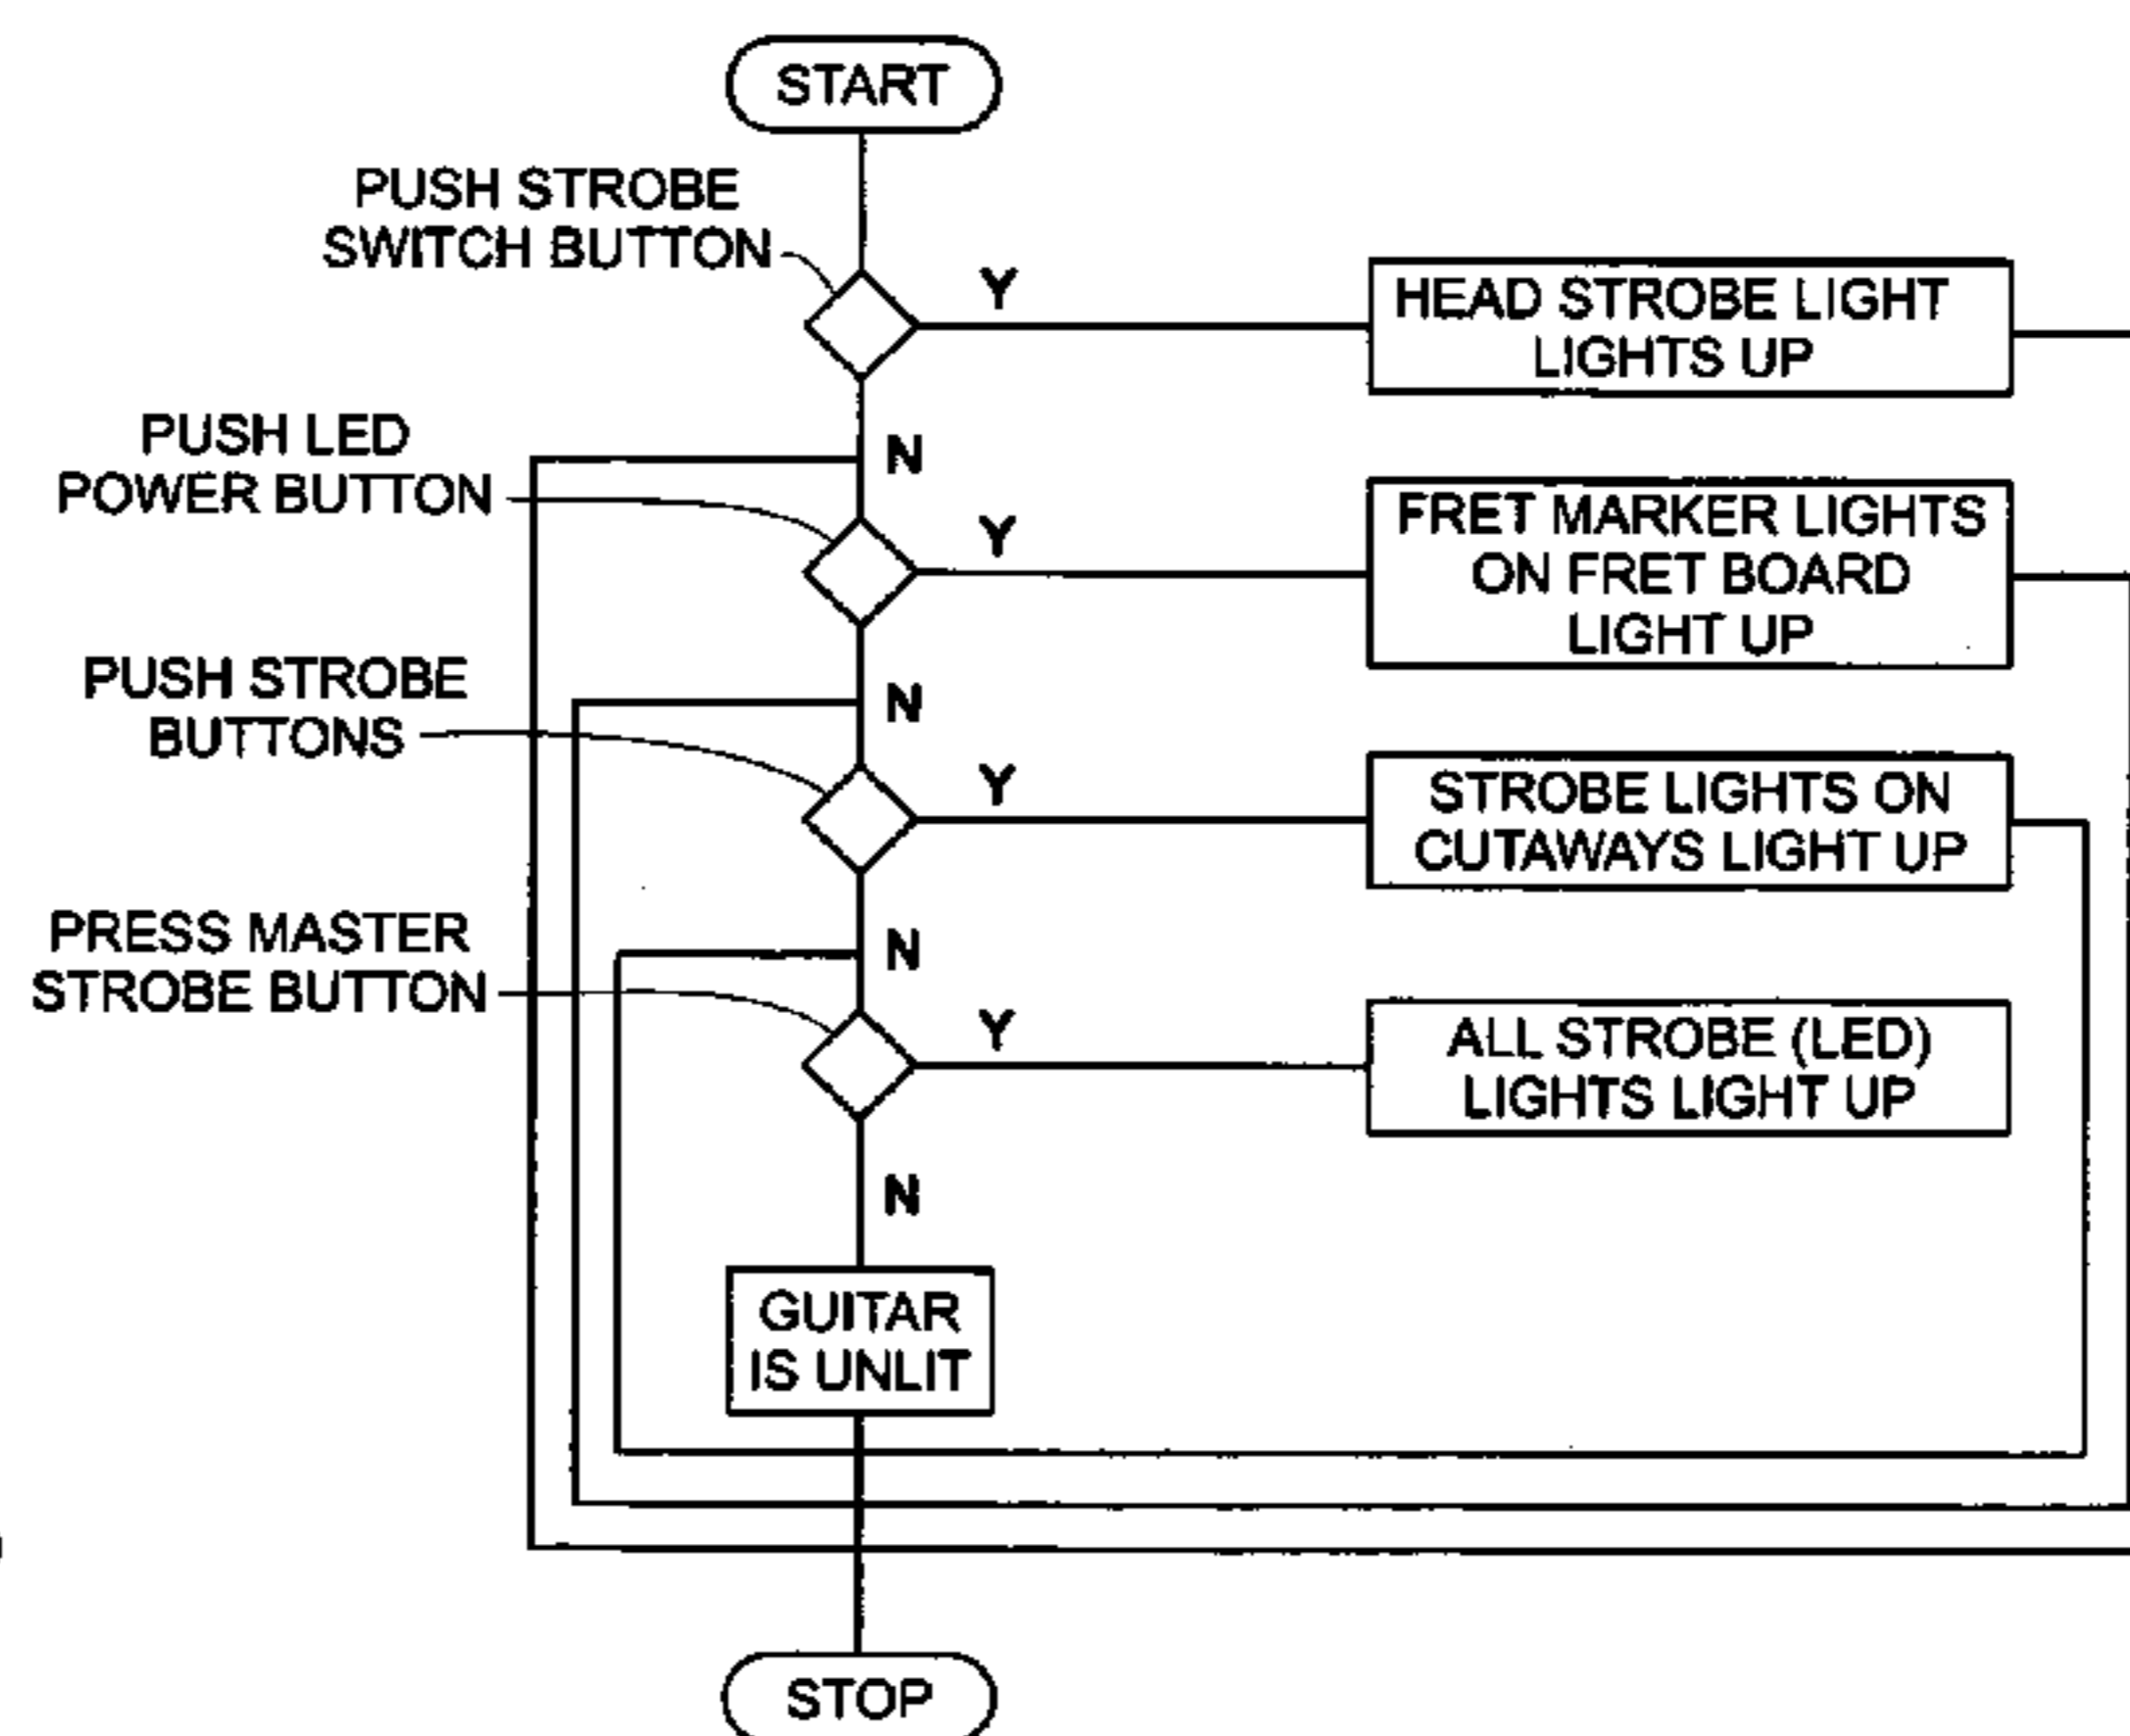 START
PUSH STROBE
SWITCH BUTTON
Y
HEAD STROBE LIGHT
LIGHTS UP
N
PUSH LED
POWER BUTTON
Y
FRET MARKER LIGHTS
ON FRET BOARD
LIGHT UP
N
PUSH STROBE
BUTTONS
Y
STROBE LIGHTS ON
CUTAWAYS LIGHT UP
N
PRESS MASTER
STROBE BUTTON
Y
ALL STROBE (LED)
LIGHTS LIGHT UP
N
GUITAR
IS UNLIT
STOP